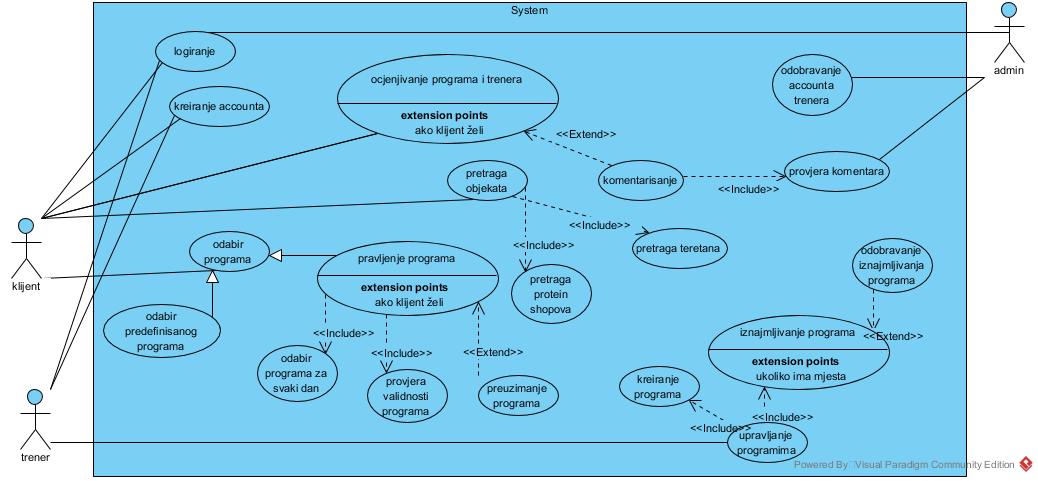 System
logiranje
admin
ocjenjivanje programa i trenera
odobravanje
accounta
trenera
kreiranje accounta
extension points
ako klijent želi
<<Extend>>
pretraga
objekata
komentarisanje
provjera komentara
<<Include>>
<<Include>>
odabir
programa
<<Include>>
pretraga teretana
odobravanje
iznajmljivanja
programa
pravljenje programa
klijent
extension points
ako klijent želi
pretraga
protein
shopova
odabir
predefinisanog
programa
<<Include>>
iznajmljivanje programa
<<Extend>>
<<Include>>
<<Extend>>
extension points
ukoliko ima mjesta
odabir
programa za
svaki dan
provjera
validnosti
programa
preuzimanje
programa
kreiranje
programa
<<Include>>
<<Include>>
upravljanje
programima
trener
Powered By Visual Paradigm Community Edition